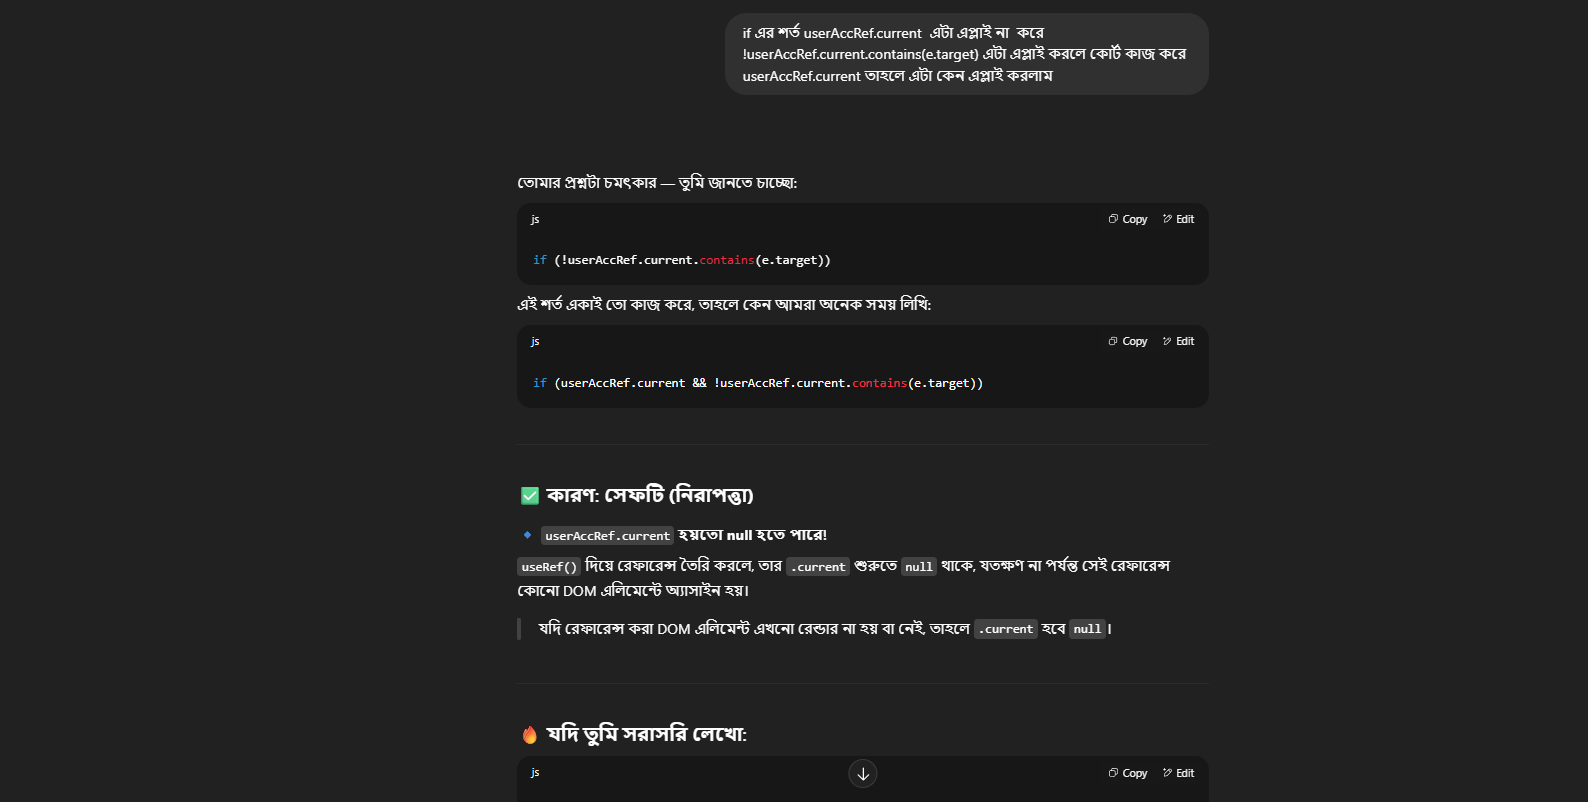 if এর শর্ত userAccRef.current এটা এপ্লাই না করে
!userAccRef.current.contains(e.target) এটা এপ্লাই করলে কোর্ট কাজ করে
userAccRef.current তাহলে এটা কেন এপ্লাই করলাম
তোমার প্রশ্নটা চমৎকার — তুমি জানতে চাচ্ছো:
js Copy Edit
if (!userAccRef.current.contains(e.target))
এই শর্ত একাই তো কাজ করে, তাহলে কেন আমরা অনেক সময় লিখি:
js Copy Edit
if (userAccRef.current && !userAccRef.current.contains(e.target))
✅ কারণ: সেফটি (নিরাপত্তা)
🔹 userAccRef.current হয়তো null হতে পারে!
useRef() দিয়ে রেফারেন্স তৈরি করলে, তার .current শুরুতে null থাকে, যতক্ষণ না পর্যন্ত সেই রেফারেন্স
কোনো DOM এলিমেন্টে অ্যাসাইন হয়।
যদি রেফারেন্স করা DOM এলিমেন্ট এখনো রেন্ডার না হয় বা নেই, তাহলে .current হবে null।
🔥 যদি তুমি সরাসরি লেখো:
js Copy Edit